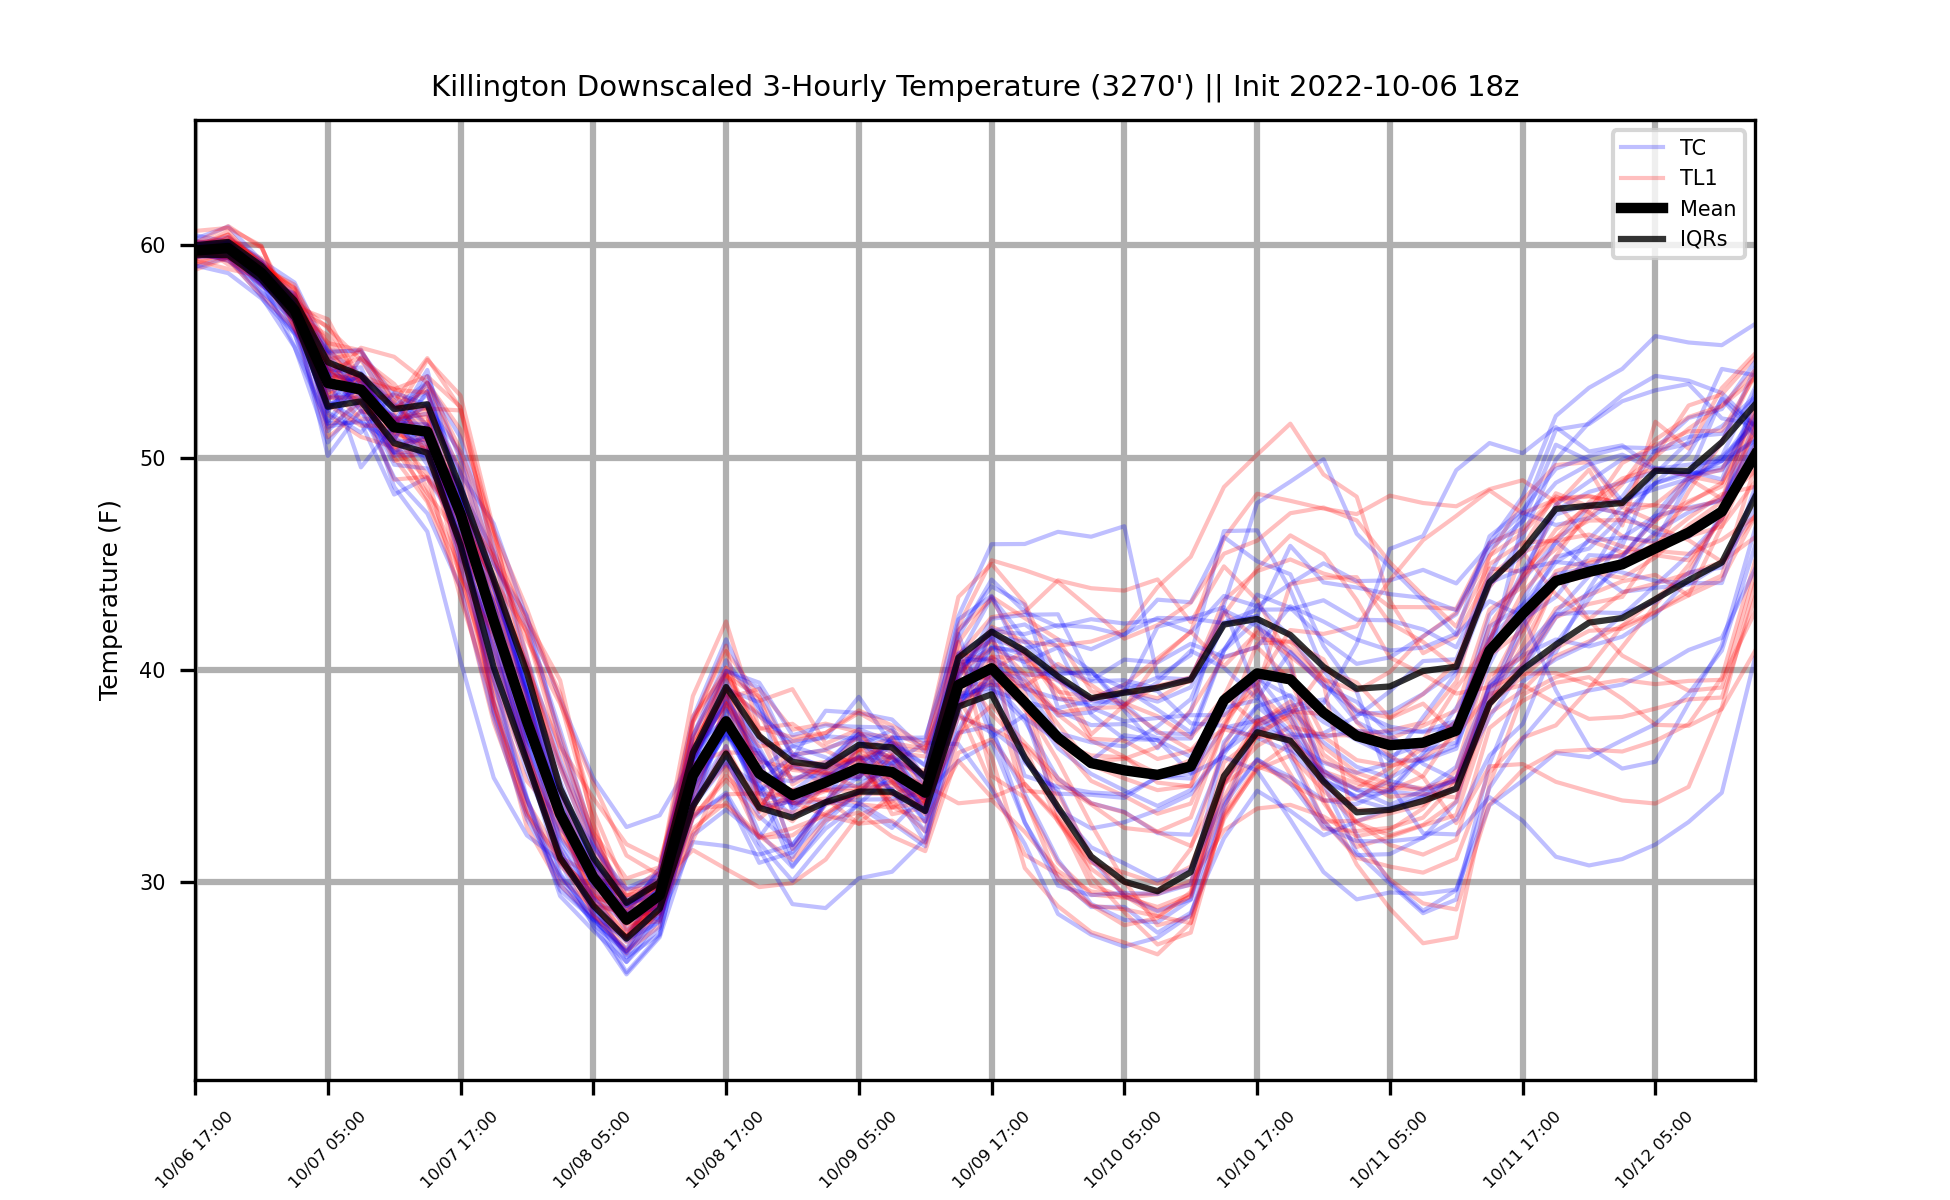 Killington Downscaled 3-Hourly Temperature (3270') || Init 2022-10-06 18z
TC
TL1
Mean
IQRs
Temperature (F)
60
50
40
30
10/06 17:00
10/07 05:00
10/07 17:00
10/08 05:00
10/08 17:00
10/09 05:00
10/09 17:00
10/10 05:00
10/10 17:00
10/11 05:00
10/11 17:00
10/12 05:00